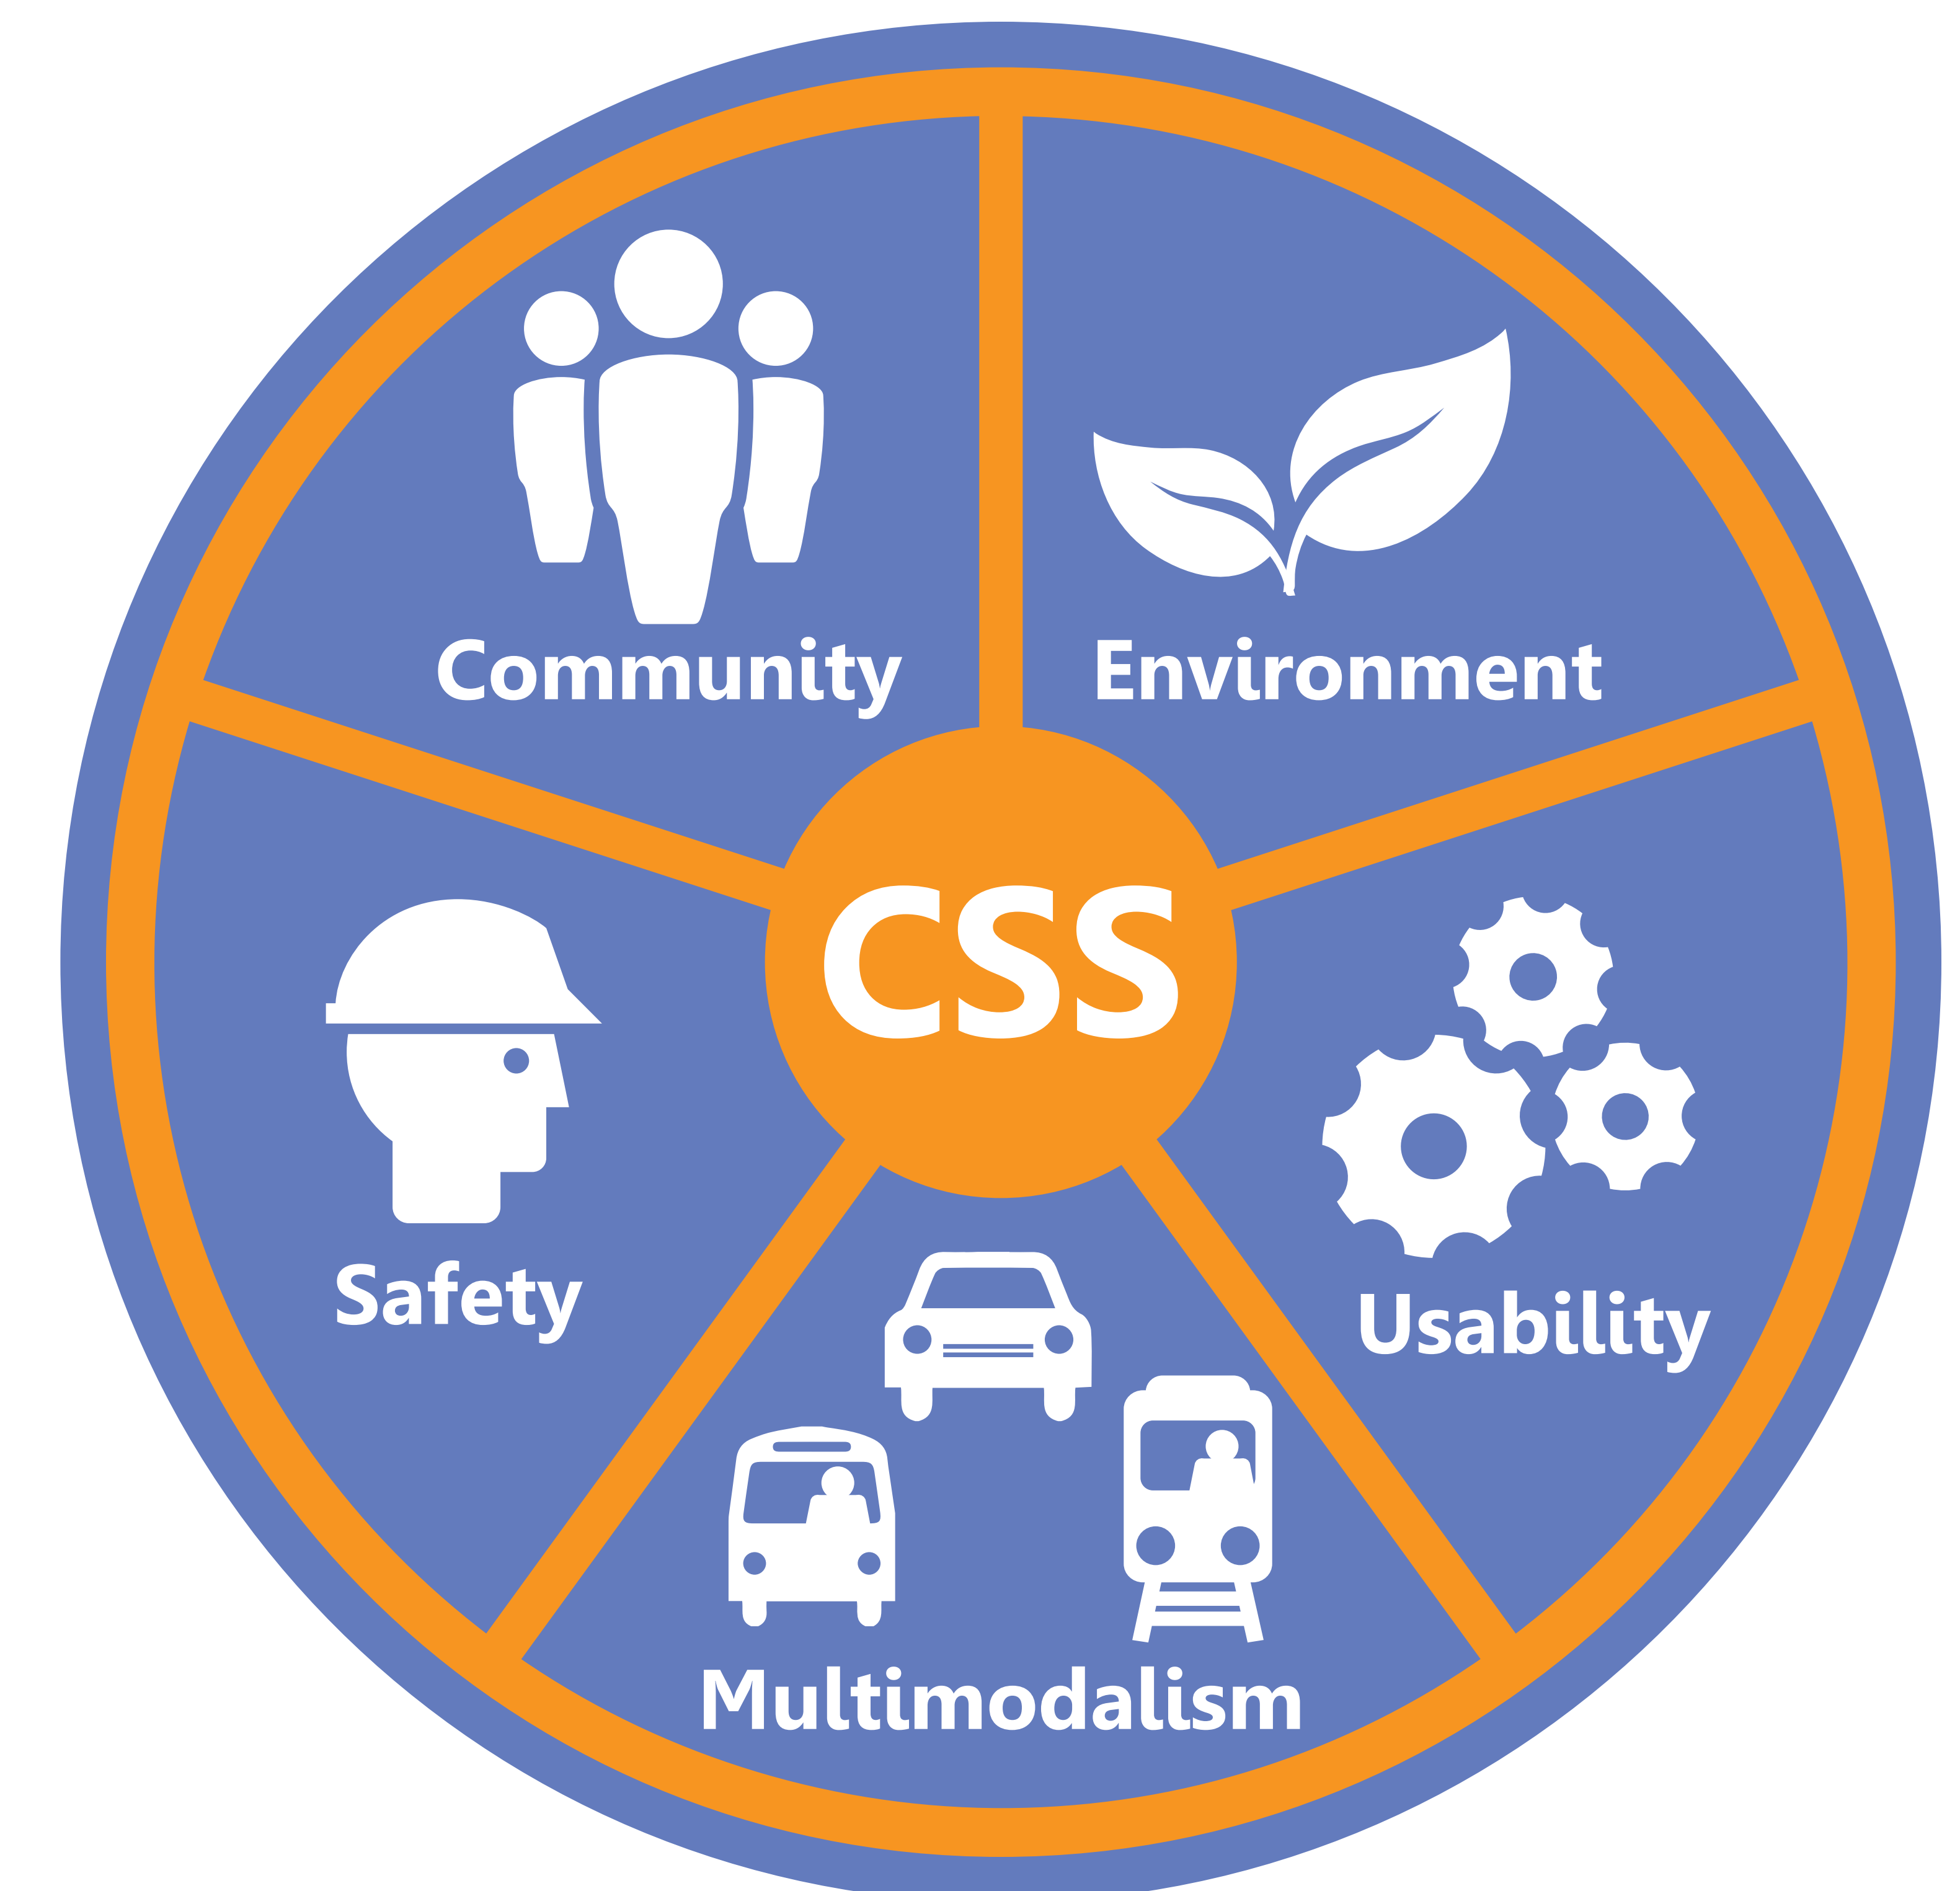 Community
Environment
CSS
Safety
Usability
Multimodalism